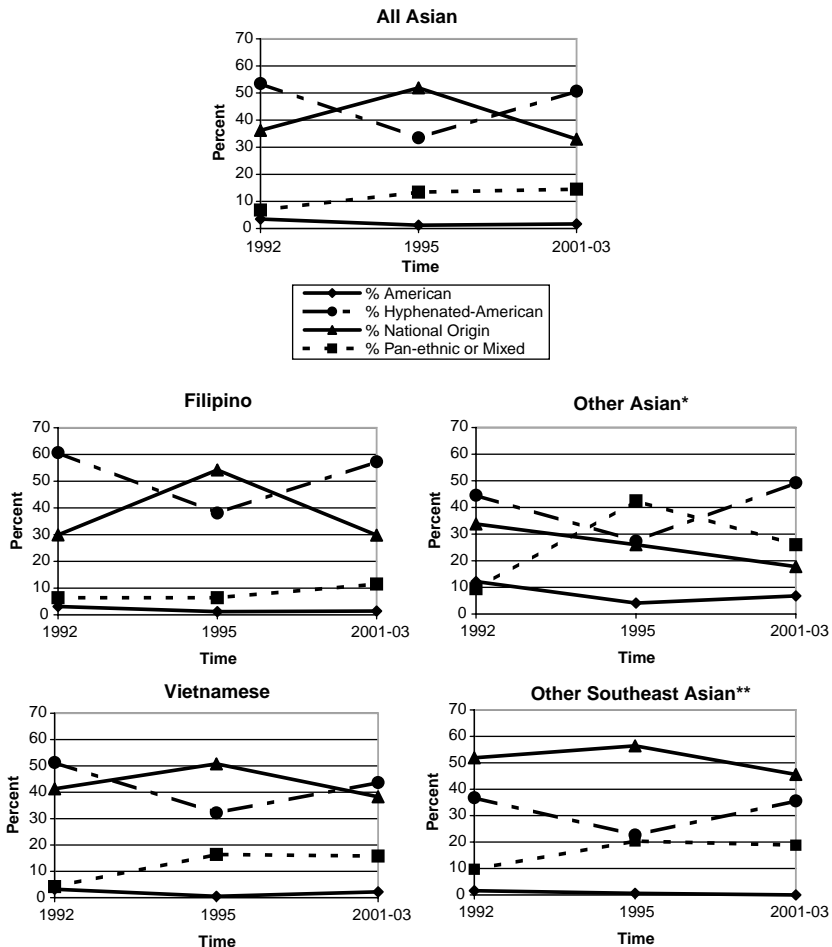 All Asian
70
60
50
40
30
20
10
0
Percent
1992 1995 2001-03
Time
% American
% Hyphenated-American
% National Origin
% Pan-ethnic or Mixed
Filipino
70
60
50
40
30
20
10
0
Percent
1992 1995 2001-03
Time
Other Asian*
70
60
50
40
30
20
10
0
Percent
1992 1995 2001-03
Time
Vietnamese
70
60
50
40
30
20
10
0
Percent
1992 1995 2001-03
Time
Other Southeast Asian**
70
60
50
40
30
20
10
0
Percent
1992 1995 2001-03
Time